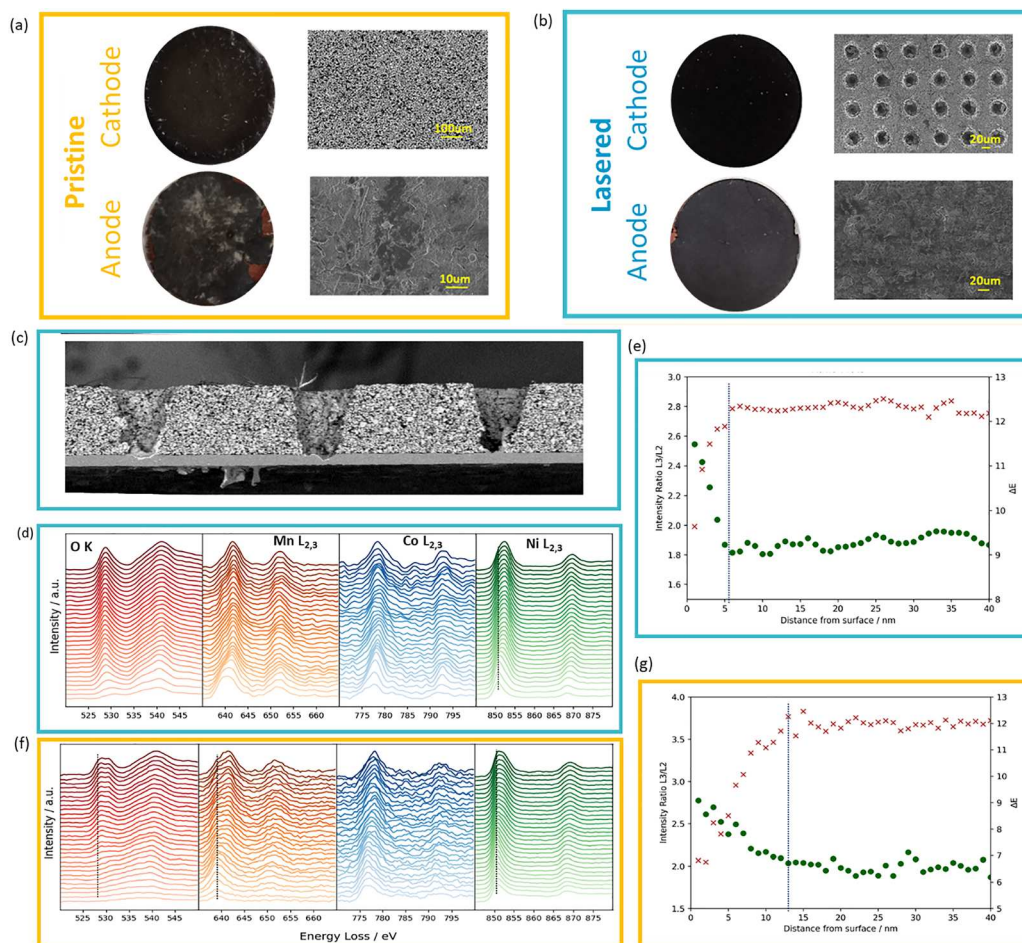 (a)
Pristine
Cathode
100um
Anode
10um
(b)
Lasered
Cathode
20um
Anode
20um
(c)
(d)
O K
Mn L2,3
Co L2,3
Ni L2,3
Intensity / a.u.
525 530 535 540 545
640 645 650 655 660
775 780 785 790 795
850 855 860 865 870 875
(e)
Intensity Ratio L3/L2
3.0
2.8
2.6
2.4
2.2
2.0
1.8
1.6
13
12
11
10
9
8
ΔE
0 5 10 15 20 25 30 35 40
Distance from surface / nm
(f)
Intensity / a.u.
525 530 535 540 545
640 645 650 655 660
775 780 785 790 795
850 855 860 865 870 875
Energy Loss / eV
(g)
Intensity Ratio L3/L2
4.0
3.5
3.0
2.5
2.0
1.5
13
12
11
10
9
8
7
6
5
ΔE
0 5 10 15 20 25 30 35 40
Distance from surface / nm